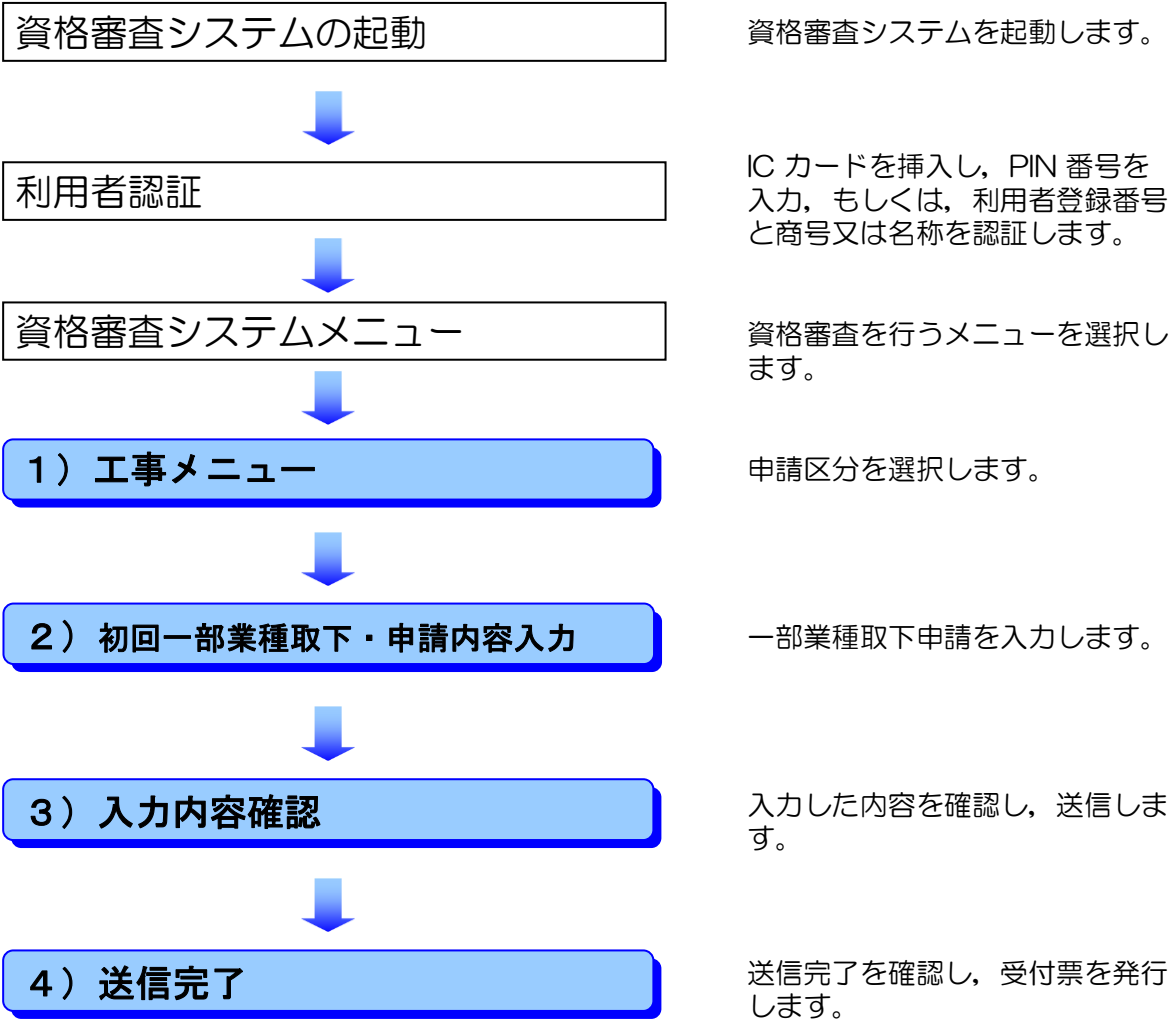 資格審査システムの起動
資格審査システムを起動します。
利用者認証
IC カードを挿入し，PIN 番号を
入力，もしくは，利用者登録番号
と商号又は名称を認証します。
資格審査システムメニュー
資格審査を行うメニューを選択し
ます。
１）工事メニュー
申請区分を選択します。
２）初回一部業種取下・申請内容入力
一部業種取下申請を入力します。
３）入力内容確認
入力した内容を確認し，送信しま
す。
４）送信完了
送信完了を確認し，受付票を発行
します。